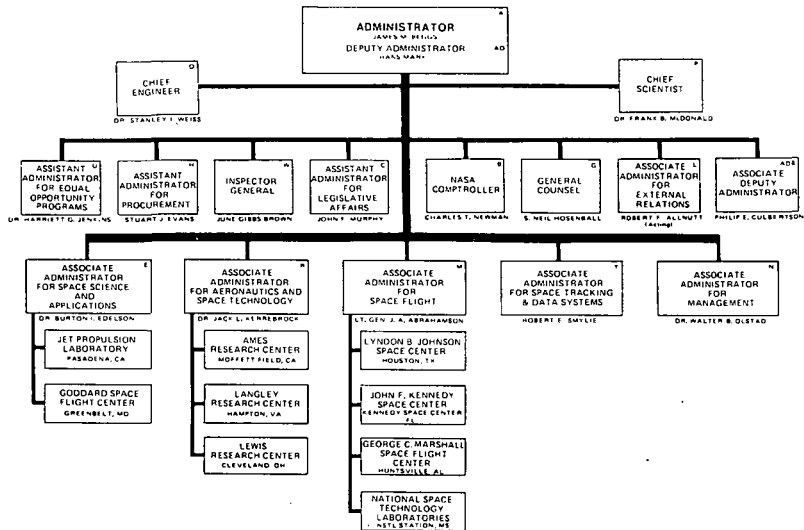 A
ADMINISTRATOR
JAMES M. BEGGS
DEPUTY ADMINISTRATOR
AD
HANS MARK
D
CHIEF
ENGINEER
DR. STANLEY I. WEISS
P
CHIEF
SCIENTIST
DR. FRANK B. McDONALD
U
ASSISTANT
ADMINISTRATOR
FOR EQUAL
OPPORTUNITY
PROGRAMS
DR. HARRIETT G. JENKINS
H
ASSISTANT
ADMINISTRATOR
FOR
PROCUREMENT
STUART J. EVANS
W
INSPECTOR
GENERAL
JUNE GIBBS BROWN
C
ASSISTANT
ADMINISTRATOR
FOR
LEGISLATIVE
AFFAIRS
JOHN F. MURPHY
B
NASA
COMPTROLLER
CHARLES T. NEWMAN
G
GENERAL
COUNSEL
S. NEIL HOSENBALL
L
ASSOCIATE
ADMINISTRATOR
FOR
EXTERNAL
RELATIONS
ROBERT F. ALLNUTT
(Acting)
ADB
ASSOCIATE
DEPUTY
ADMINISTRATOR
PHILIP E. CULBERTSON
E
ASSOCIATE
ADMINISTRATOR
FOR SPACE SCIENCE
AND
APPLICATIONS
DR. BURTON I. EDELSON
JET PROPULSION
LABORATORY
PASADENA, CA
GODDARD SPACE
FLIGHT CENTER
GREENBELT, MD
R
ASSOCIATE
ADMINISTRATOR
FOR AERONAUTICS AND
SPACE TECHNOLOGY
DR. JACK L. KERREBROCK
AMES
RESEARCH CENTER
MOFFETT FIELD, CA
LANGLEY
RESEARCH CENTER
HAMPTON, VA
LEWIS
RESEARCH CENTER
CLEVELAND OH
M
ASSOCIATE
ADMINISTRATOR
FOR
SPACE FLIGHT
LT. GEN. J. A. ABRAHAMSON
LYNDON B JOHNSON
SPACE CENTER
HOUSTON, TX
JOHN F. KENNEDY
SPACE CENTER
KENNEDY SPACE CENTER
FL
GEORGE C. MARSHALL
SPACE FLIGHT
CENTER
HUNTSVILLE, AL
NATIONAL SPACE
TECHNOLOGY
LABORATORIES
NSTL STATION, MS
T
ASSOCIATE
ADMINISTRATOR
FOR SPACE TRACKING
& DATA SYSTEMS
ROBERT E. SMYLIE
N
ASSOCIATE
ADMINISTRATOR
FOR
MANAGEMENT
DR. WALTER B. OLSTAD